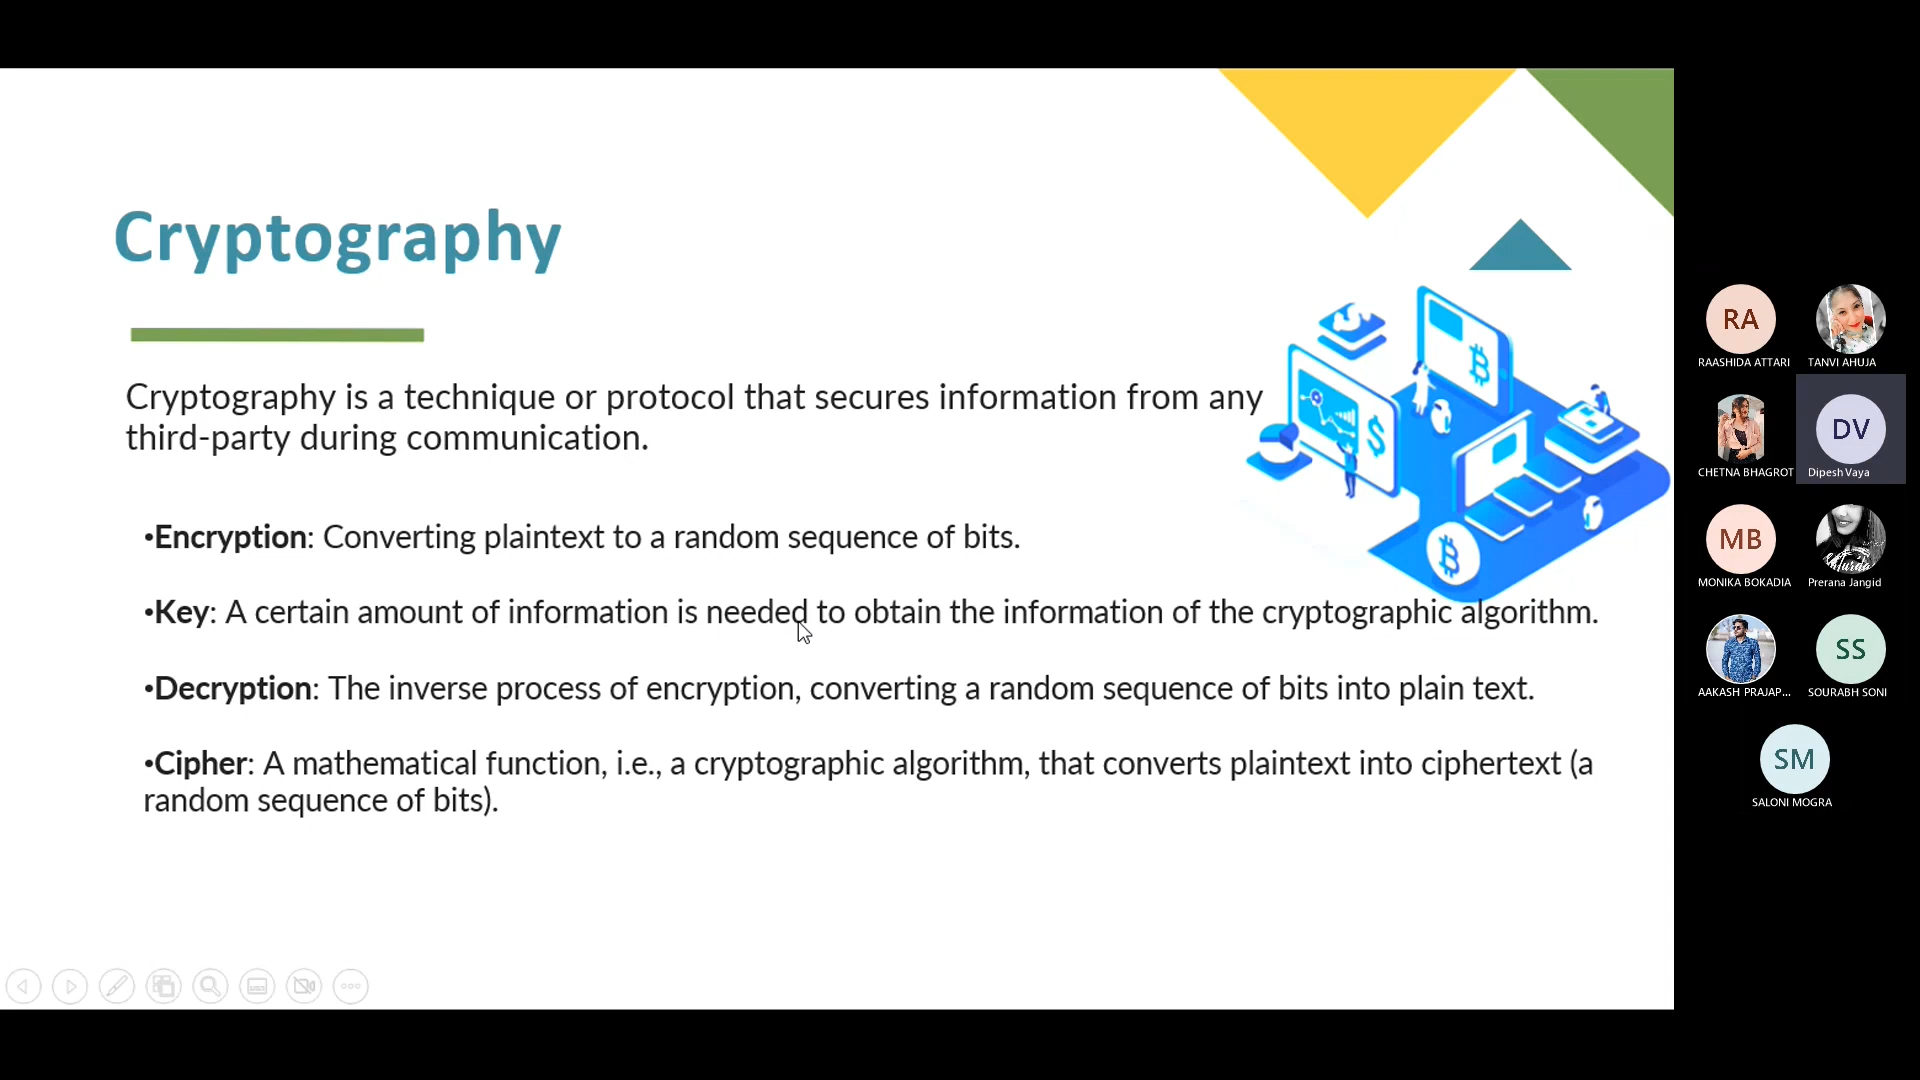 Cryptography
Cryptography is a technique or protocol that secures information from any
third-party during communication.
•Encryption: Converting plaintext to a random sequence of bits.
•Key: A certain amount of information is needed to obtain the information of the cryptographic algorithm.
•Decryption: The inverse process of encryption, converting a random sequence of bits into plain text.
•Cipher: A mathematical function, i.e., a cryptographic algorithm, that converts plaintext into ciphertext (a
random sequence of bits).
RA
RAASHIDA ATTARI
TANVI AHUJA
CHETNA BHAGROT
DV
Dipesh Vaya
MB
MONIKA BOKADIA
Prerana Jangid
AAKASH PRAJAP...
SS
SOURABH SONI
SM
SALONI MOGRA